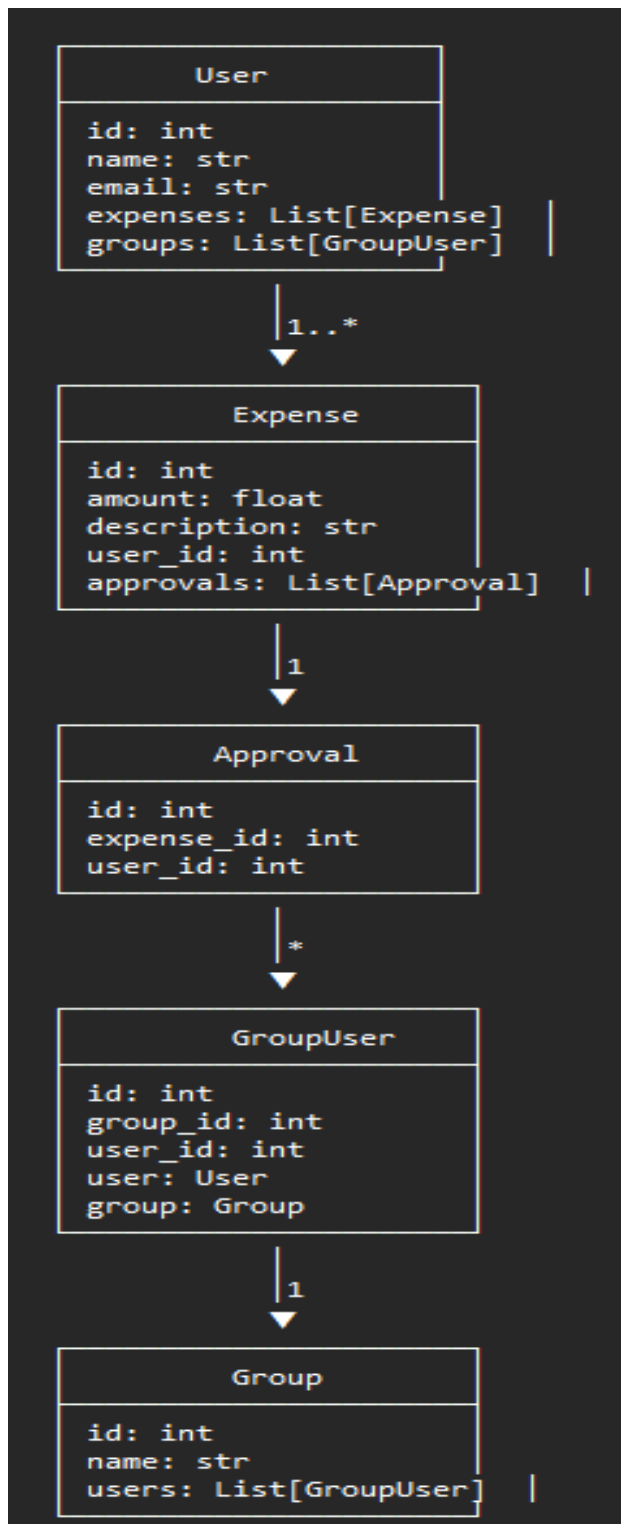 User
id: int
name: str
email: str
expenses: List[Expense]
groups: List[GroupUser]
1..*
Expense
id: int
amount: float
description: str
user_id: int
approvals: List[Approval]
1
Approval
id: int
expense_id: int
user_id: int
*
GroupUser
id: int
group_id: int
user_id: int
user: User
group: Group
1
Group
id: int
name: str
users: List[GroupUser]